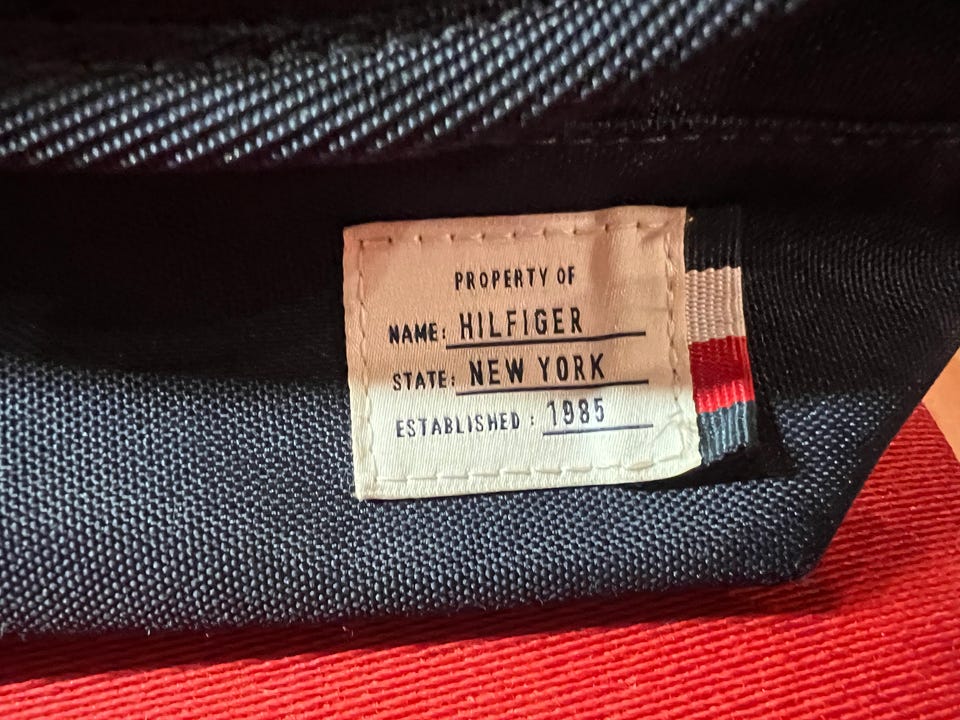 PROPERTY OF
NAME: HILFIGER
STATE: NEW YORK
ESTABLISHED: 1985